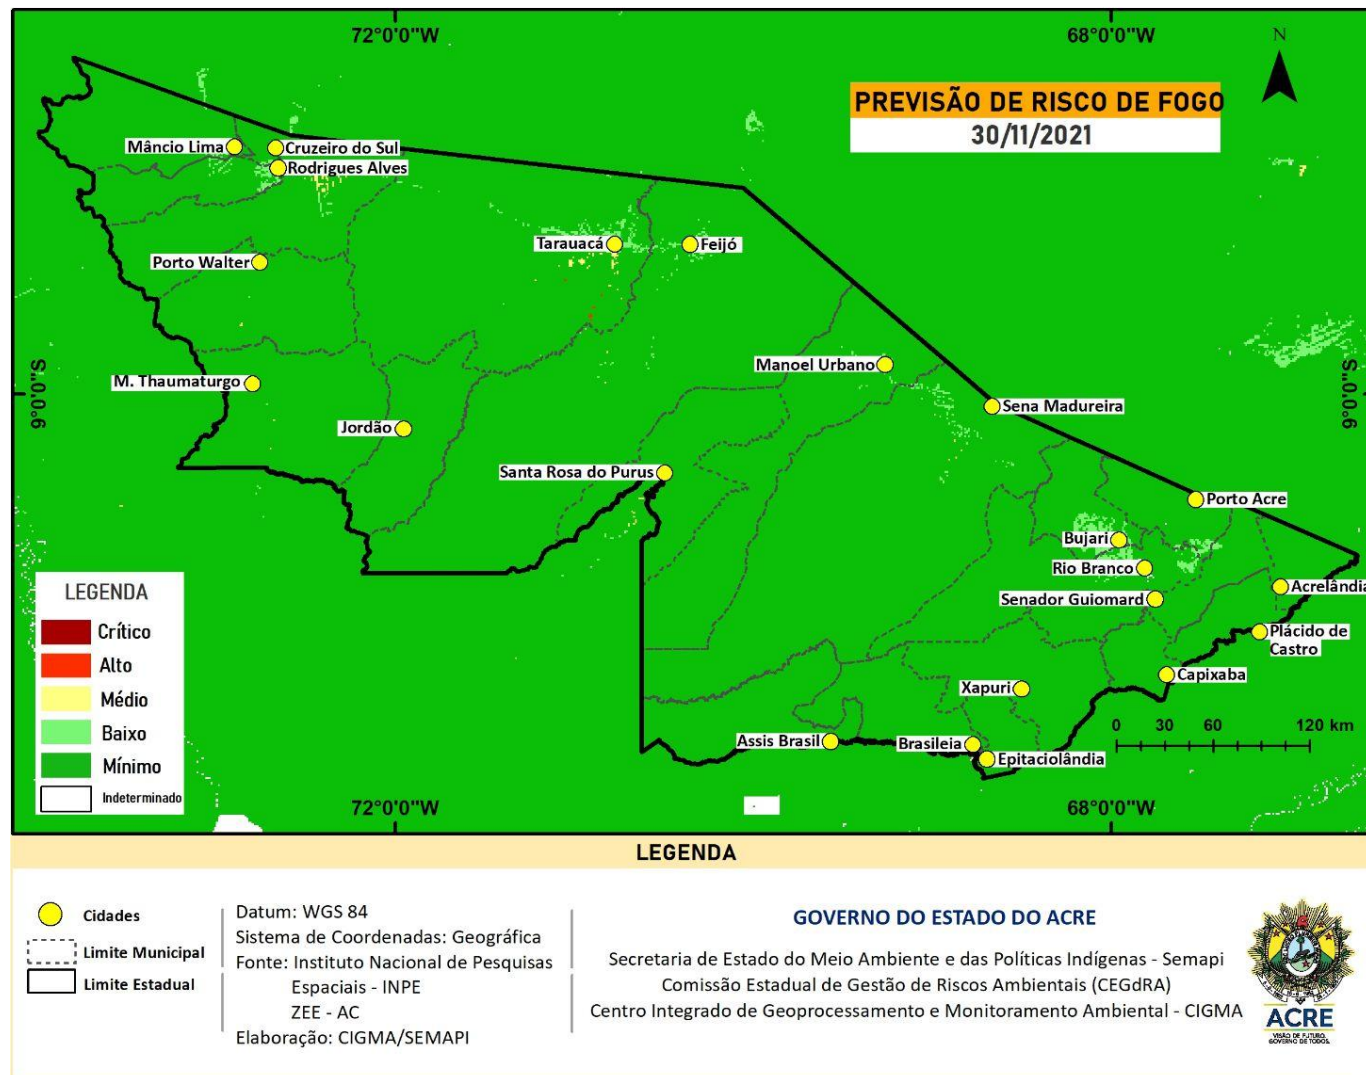 72°0'0"W
68°0'0"W
N
PREVISÃO DE RISCO DE FOGO
30/11/2021
Mâncio Lima
Cruzeiro do Sul
Rodrigues Alves
Tarauacá
Feijó
Porto Walter
Manoel Urbano
9°0'0"S
9°0'0"S
M. Thaumaturgo
Sena Madureira
Jordão
Santa Rosa do Purus
Porto Acre
Bujari
Rio Branco
Acrelândia
Senador Guiomard
Plácido de
Castro
Capixaba
Xapuri
Assis Brasil
Brasileia
Epitaciolândia
0 30 60 120 km
LEGENDA
Crítico
Alto
Médio
Baixo
Mínimo
Indeterminado
72°0'0"W
68°0'0"W
LEGENDA
Cidades
Limite Municipal
Limite Estadual
Datum: WGS 84
Sistema de Coordenadas: Geográfica
Fonte: Instituto Nacional de Pesquisas
Espaciais - INPE
ZEE - AC
Elaboração: CIGMA/SEMAPI
GOVERNO DO ESTADO DO ACRE
Secretaria de Estado do Meio Ambiente e das Políticas Indígenas - Semapi
Comissão Estadual de Gestão de Riscos Ambientais (CEGdRA)
Centro Integrado de Geoprocessamento e Monitoramento Ambiental - CIGMA
ACRE
VISÃO DE FUTURO.
GOVERNO DE TODOS.